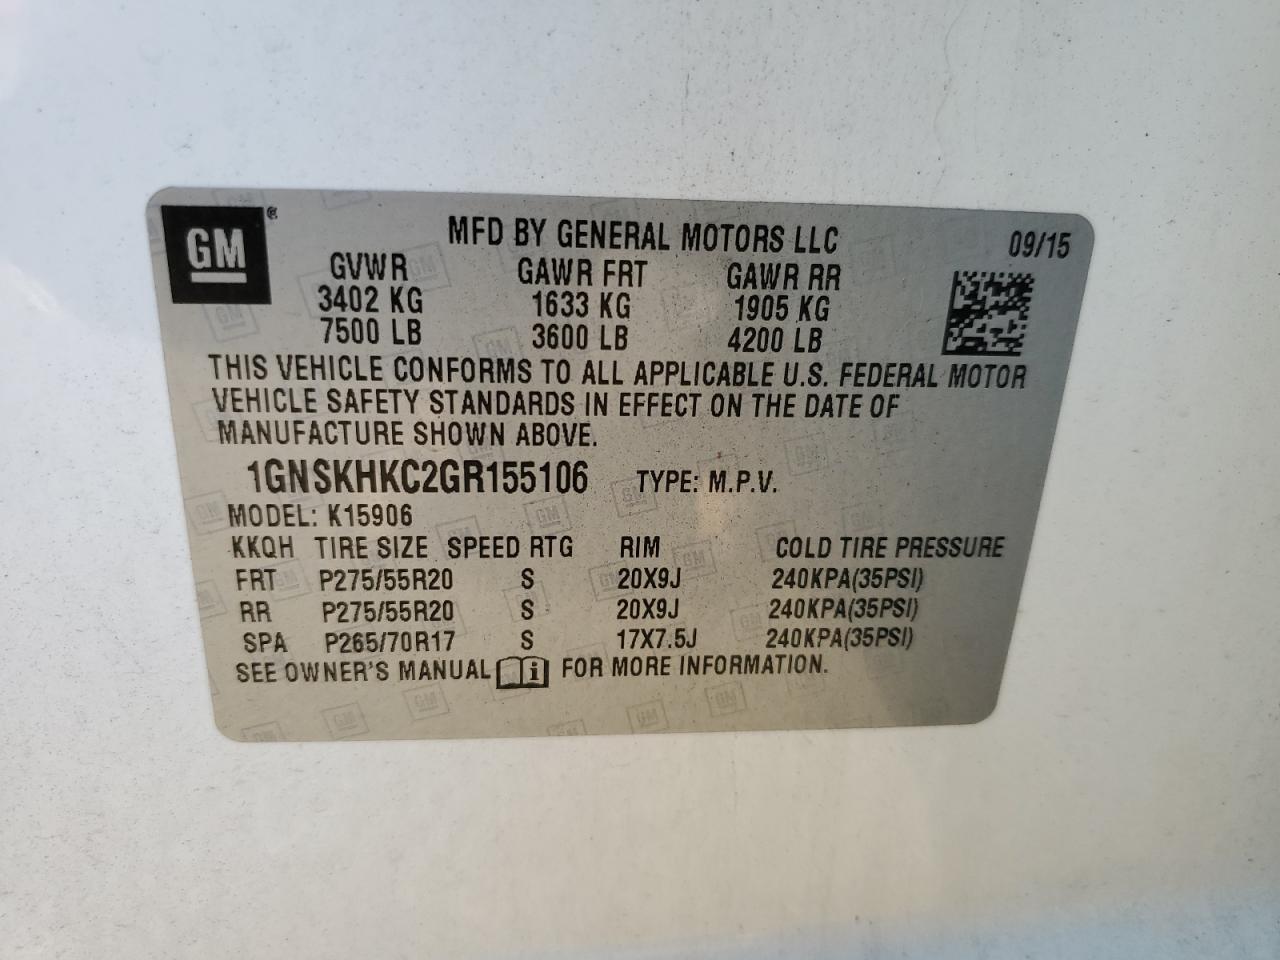 GM ®
MFD BY GENERAL MOTORS LLC 09/15
GVWR GAWR FRT GAWR RR
3402 KG 1633 KG 1905 KG
7500 LB 3600 LB 4200 LB
THIS VEHICLE CONFORMS TO ALL APPLICABLE U.S. FEDERAL MOTOR
VEHICLE SAFETY STANDARDS IN EFFECT ON THE DATE OF
MANUFACTURE SHOWN ABOVE.
1GNSKHKC2GR155106 TYPE: M.P.V.
MODEL: K15906
KKQH TIRE SIZE SPEED RTG RIM COLD TIRE PRESSURE
FRT P275/55R20 S 20X9J 240KPA(35PSI)
RR P275/55R20 S 20X9J 240KPA(35PSI)
SPA P265/70R17 S 17X7.5J 240KPA(35PSI)
SEE OWNER'S MANUAL i FOR MORE INFORMATION.